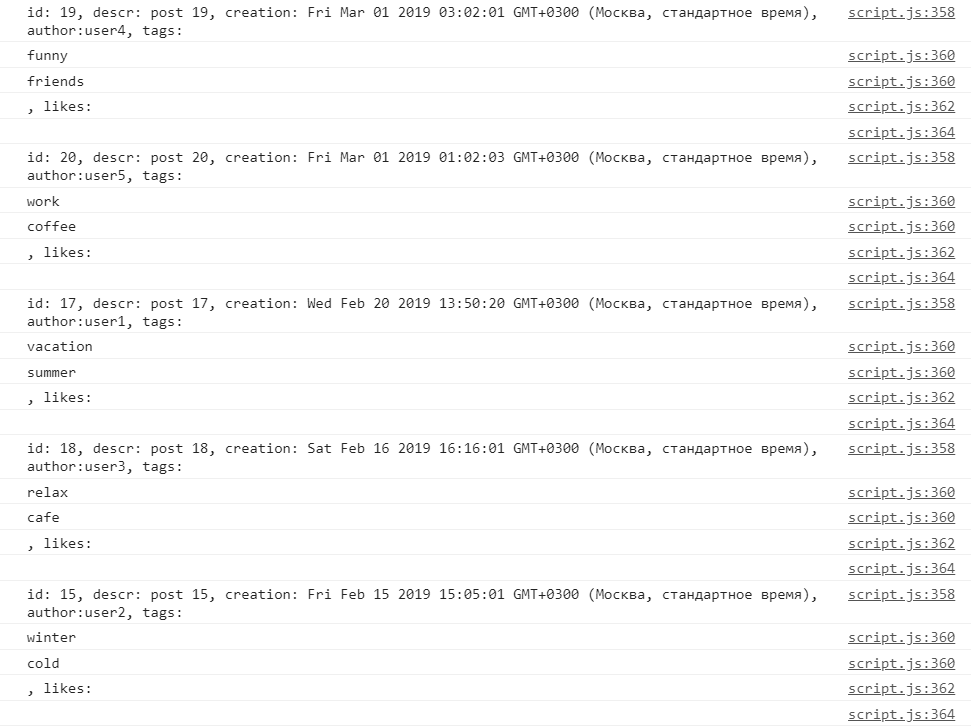 id: 19, descr: post 19, creation: Fri Mar 01 2019 03:02:01 GMT+0300 (Москва, стандартное время), script.js:358
author:user4, tags:
funny script.js:360
friends script.js:360
, likes: script.js:362
script.js:364
id: 20, descr: post 20, creation: Fri Mar 01 2019 01:02:03 GMT+0300 (Москва, стандартное время), script.js:358
author:user5, tags:
work script.js:360
coffee script.js:360
, likes: script.js:362
script.js:364
id: 17, descr: post 17, creation: Wed Feb 20 2019 13:50:20 GMT+0300 (Москва, стандартное время), script.js:358
author:user1, tags:
vacation script.js:360
summer script.js:360
, likes: script.js:362
script.js:364
id: 18, descr: post 18, creation: Sat Feb 16 2019 16:16:01 GMT+0300 (Москва, стандартное время), script.js:358
author:user3, tags:
relax script.js:360
cafe script.js:360
, likes: script.js:362
script.js:364
id: 15, descr: post 15, creation: Fri Feb 15 2019 15:05:01 GMT+0300 (Москва, стандартное время), script.js:358
author:user2, tags:
winter script.js:360
cold script.js:360
, likes: script.js:362
script.js:364